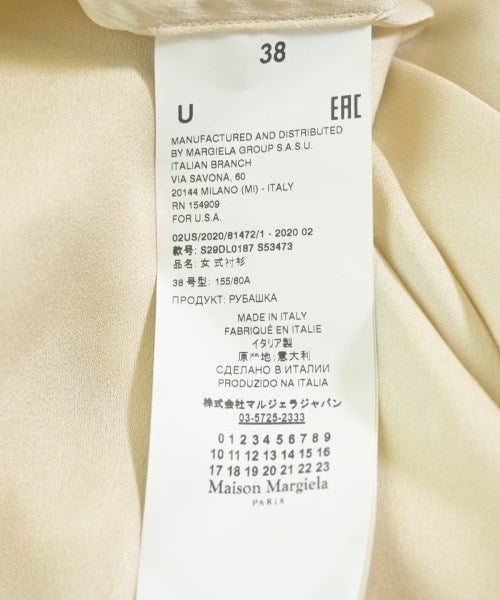 38
U EAC
MANUFACTURED AND DISTRIBUTED
BY MARGIELA GROUP S.A.S.U.
ITALIAN BRANCH
VIA SAVONA, 60
20144 MILANO (MI) - ITALY
RN 154909
FOR U.S.A.
02US/2020/81472/1 - 2020 02
款号: S29DL0187 S53473
品名: 女 式衬衫
38 号型: 155/80A
ПРОДУКТ: РУБАШКА
MADE IN ITALY
FABRIQUÉ EN ITALIE
イタリア製
原产地: 意大利
СДЕЛАНО В ИТАЛИИ
PRODUZIDO NA ITALIA
株式会社マルジェラジャパン
03-5725-2333
0 1 2 3 4 5 6 7 8 9
10 11 12 13 14 15 16
17 18 19 20 21 22 23
Maison Margiela
PARIS